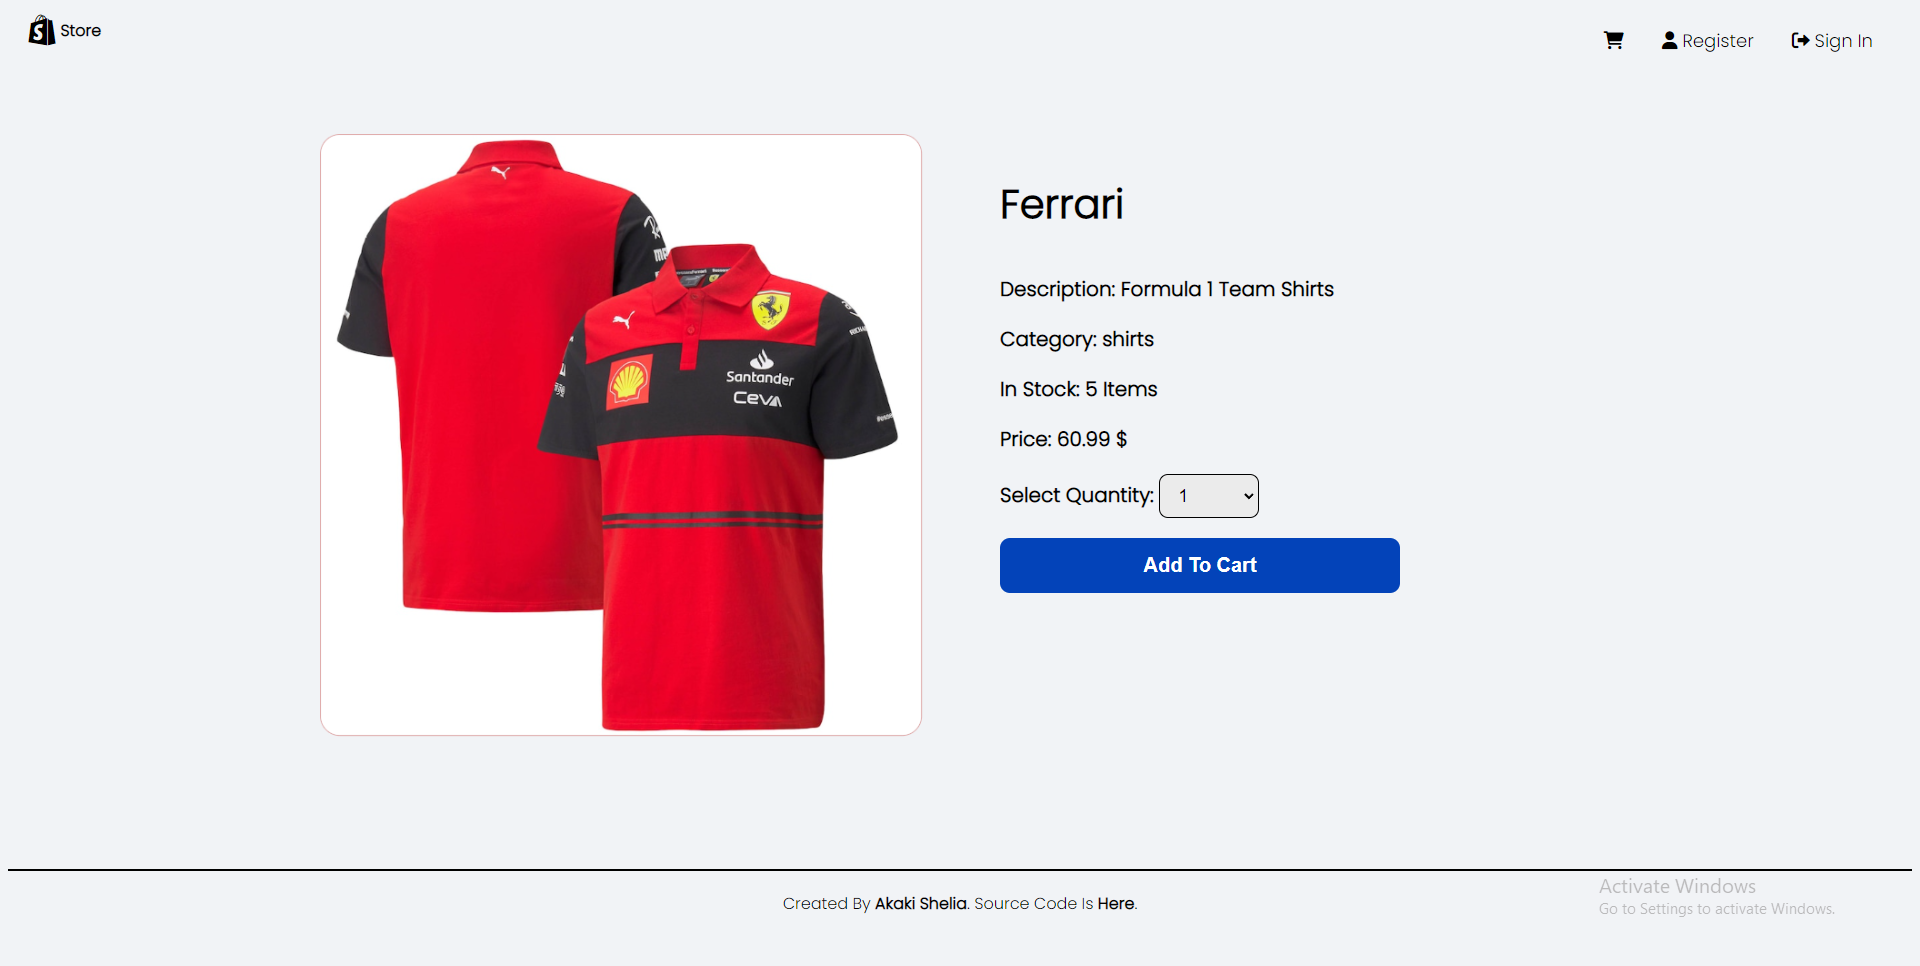 Store
Register
Sign In
Santander
Ceva
Ferrari
Description: Formula 1 Team Shirts
Category: shirts
In Stock: 5 Items
Price: 60.99 $
Select Quantity: 1
Add To Cart
Created By Akaki Shelia. Source Code Is Here.
Activate Windows
Go to Settings to activate Windows.